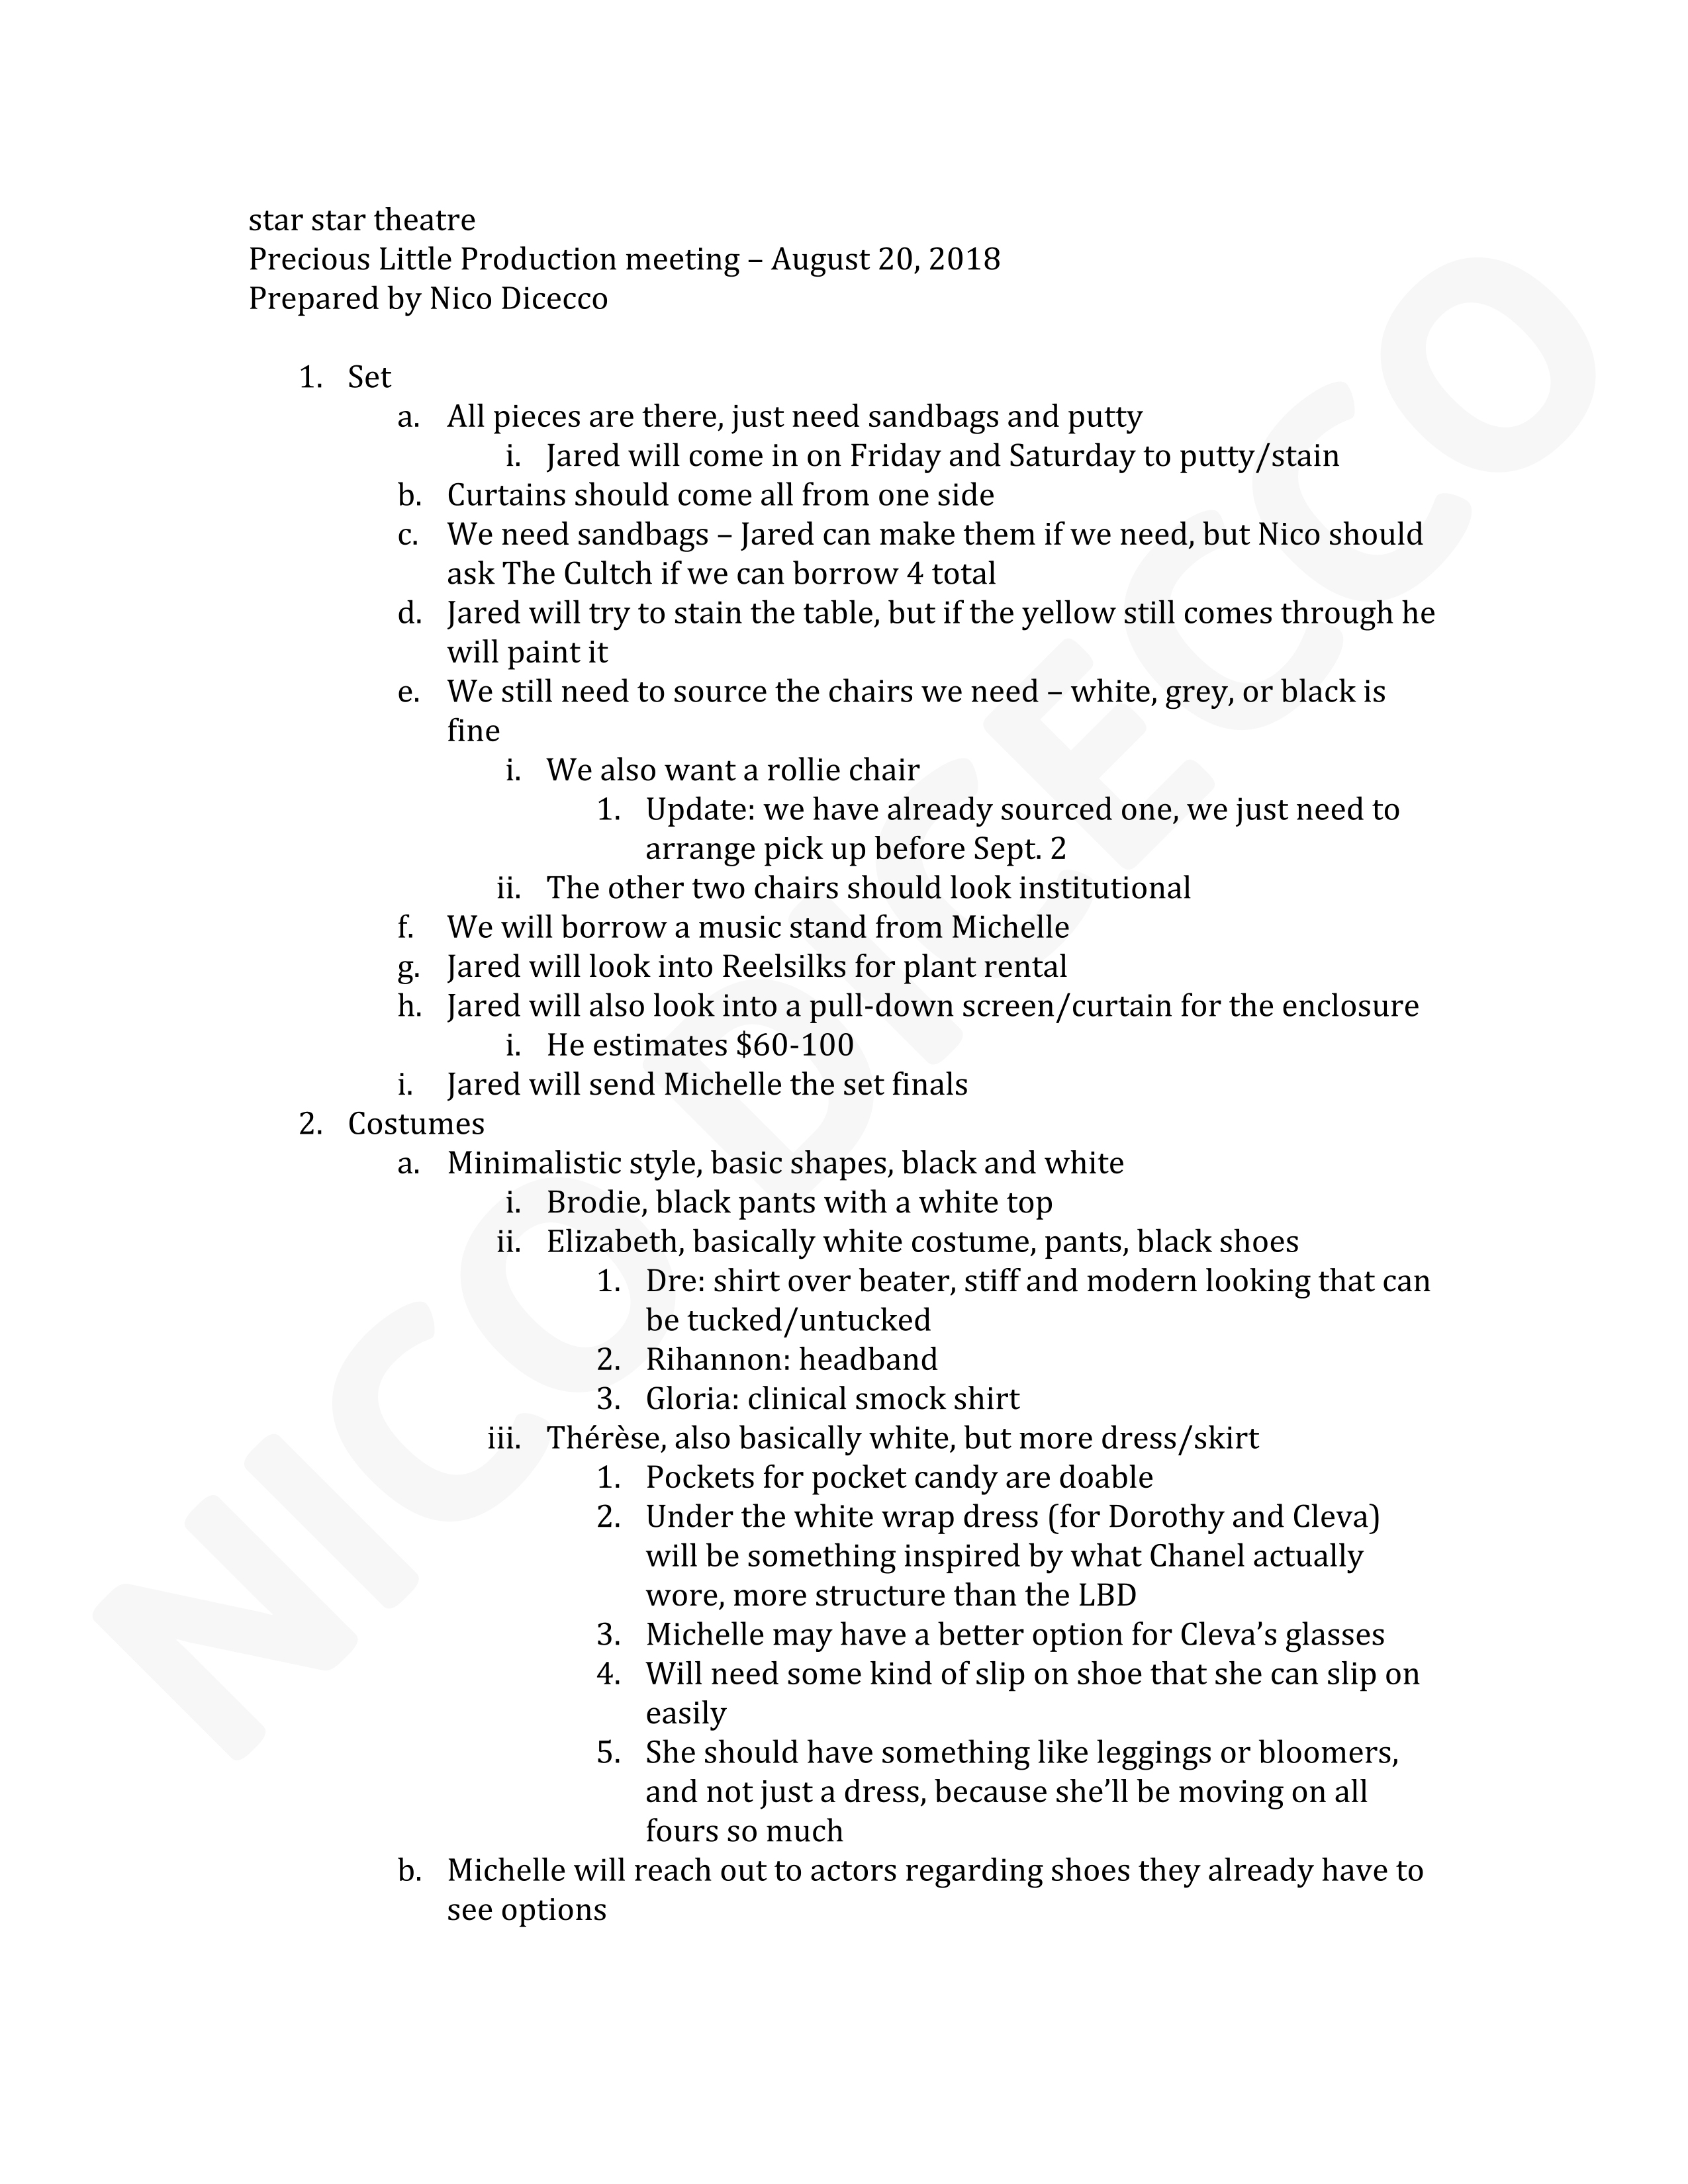 star star theatre
Precious Little Production meeting – August 20, 2018
Prepared by Nico Dicecco
1. Set
a. All pieces are there, just need sandbags and putty
i. Jared will come in on Friday and Saturday to putty/stain
b. Curtains should come all from one side
c. We need sandbags – Jared can make them if we need, but Nico should
ask The Cultch if we can borrow 4 total
d. Jared will try to stain the table, but if the yellow still comes through he
will paint it
e. We still need to source the chairs we need – white, grey, or black is
fine
i. We also want a rollie chair
1. Update: we have already sourced one, we just need to
arrange pick up before Sept. 2
ii. The other two chairs should look institutional
f. We will borrow a music stand from Michelle
g. Jared will look into Reelsilks for plant rental
h. Jared will also look into a pull-down screen/curtain for the enclosure
i. He estimates $60-100
i. Jared will send Michelle the set finals
2. Costumes
a. Minimalistic style, basic shapes, black and white
i. Brodie, black pants with a white top
ii. Elizabeth, basically white costume, pants, black shoes
1. Dre: shirt over beater, stiff and modern looking that can
be tucked/untucked
2. Rihannon: headband
3. Gloria: clinical smock shirt
iii. Thérèse, also basically white, but more dress/skirt
1. Pockets for pocket candy are doable
2. Under the white wrap dress (for Dorothy and Cleva)
will be something inspired by what Chanel actually
wore, more structure than the LBD
3. Michelle may have a better option for Cleva’s glasses
4. Will need some kind of slip on shoe that she can slip on
easily
5. She should have something like leggings or bloomers,
and not just a dress, because she’ll be moving on all
fours so much
b. Michelle will reach out to actors regarding shoes they already have to
see options
NICO DICECCO